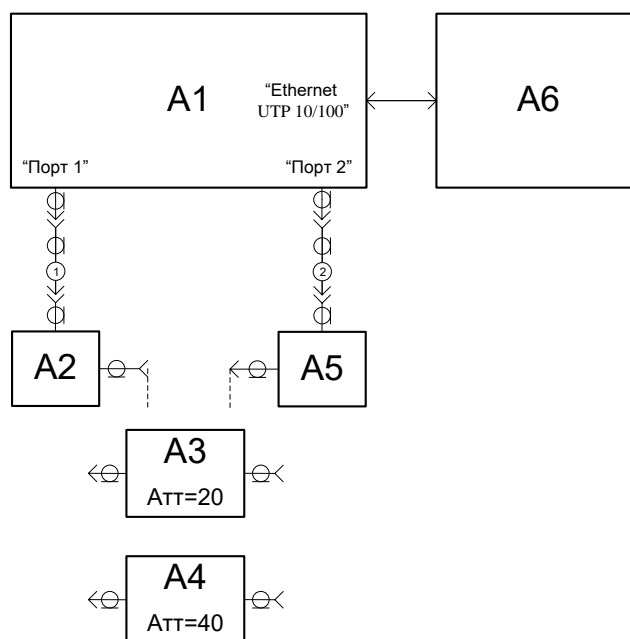 A1
A6
“Ethernet
UTP 10/100”
“Порт 1”
“Порт 2”
1
2
A2
A5
A3
Атт=20
A4
Атт=40